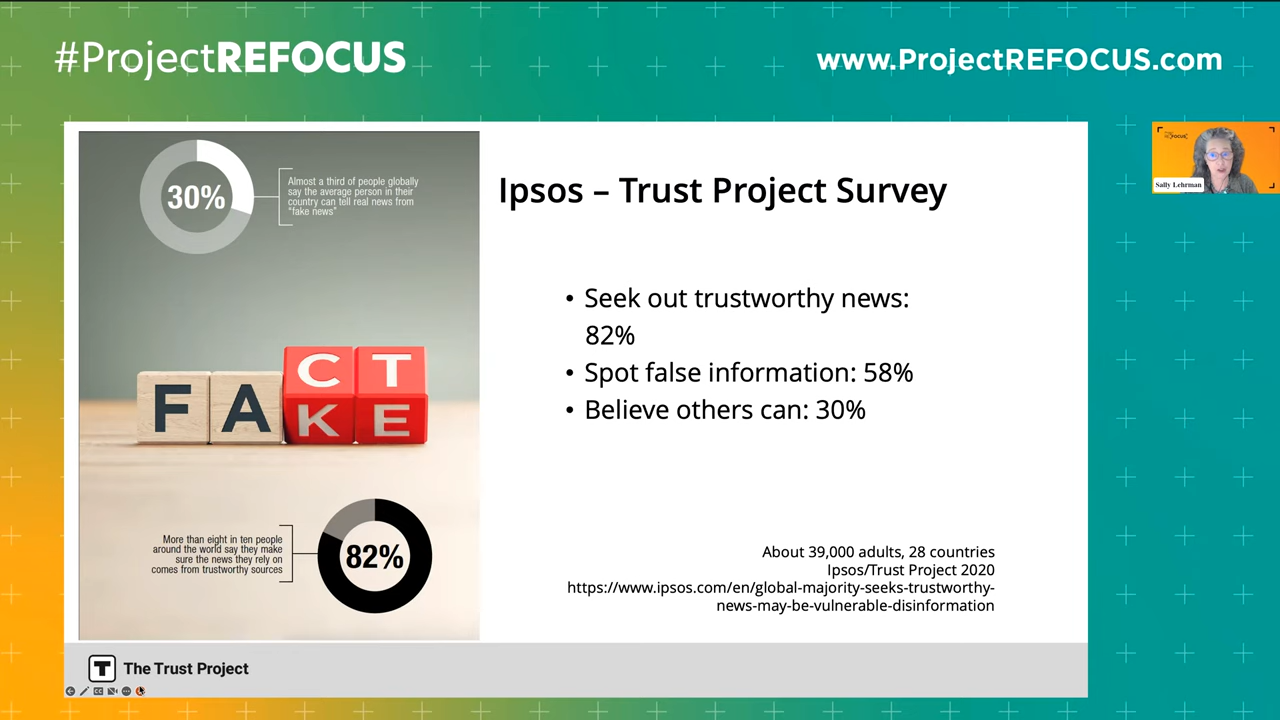 #ProjectREFOCUS
www.ProjectREFOCUS.com
30%
Almost a third of people globally
say the average person in their
country can tell real news from
"fake news"
FA
CT
KE
More than eight in ten people
around the world say they make
sure the news they rely on
comes from trustworthy sources
82%
Ipsos – Trust Project Survey
• Seek out trustworthy news:
82%
• Spot false information: 58%
• Believe others can: 30%
About 39,000 adults, 28 countries
Ipsos/Trust Project 2020
https://www.ipsos.com/en/global-majority-seeks-trustworthy-
news-may-be-vulnerable-disinformation
T The Trust Project
Sally Lehrman